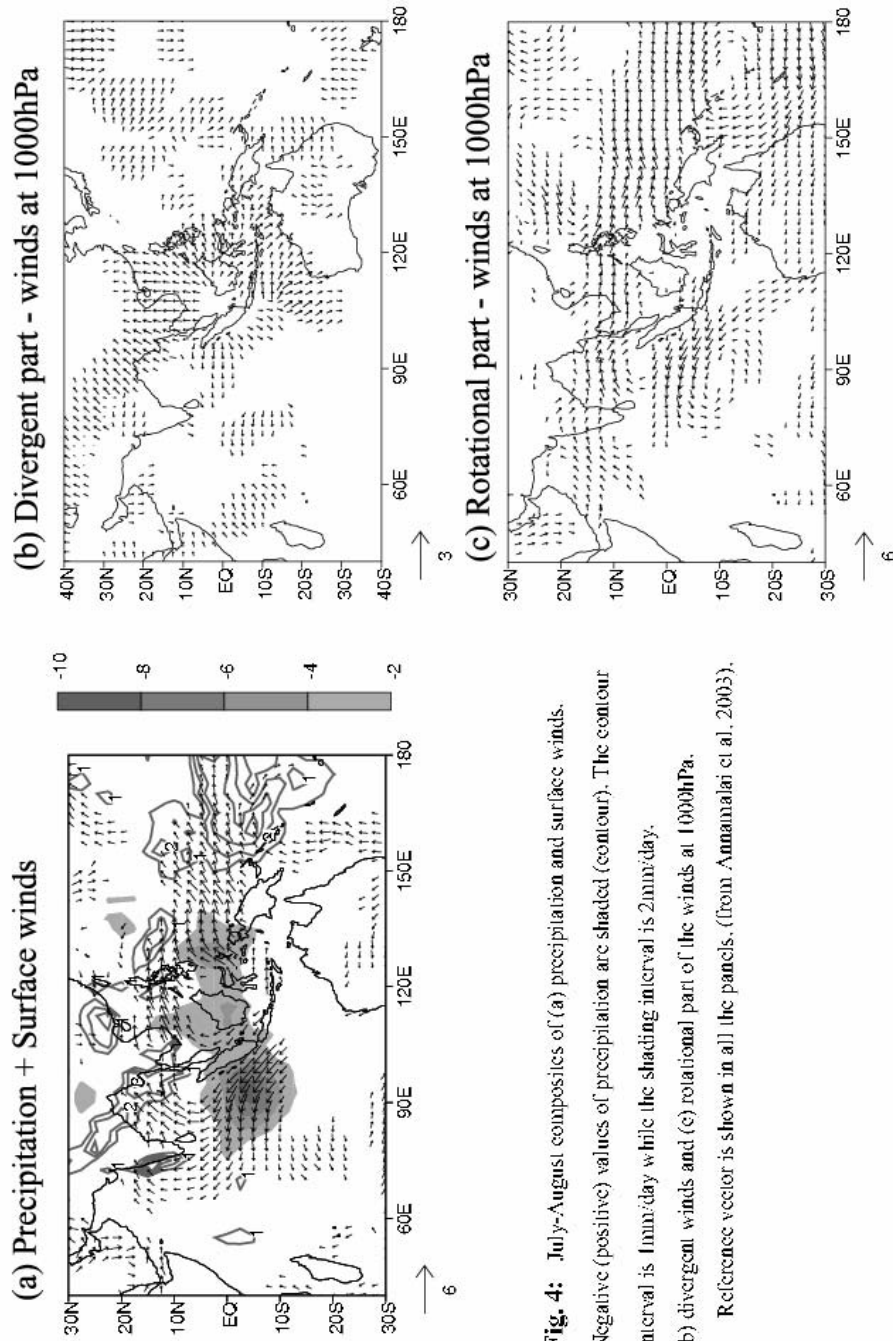 (a) Precipitation + Surface winds
30N
20N
10N
EQ
10S
20S
30S
60E
90E
120E
150E
180
-10
-8
-6
-4
-2
6
(b) Divergent part - winds at 1000hPa
40N
30N
20N
10N
EQ
10S
20S
30S
40S
60E
90E
120E
150E
180
3
(c) Rotational part - winds at 1000hPa
30N
20N
10N
EQ
10S
20S
30S
60E
90E
120E
150E
180
6
Fig. 4: July-August composites of (a) precipitation and surface winds.
Negative (positive) values of precipitation are shaded (contour). The contour
interval is 1mm/day while the shading interval is 2mm/day.
(b) divergent winds and (c) rotational part of the winds at 1000hPa.
Reference vector is shown in all the panels. (from Annamalai et al. 2003).